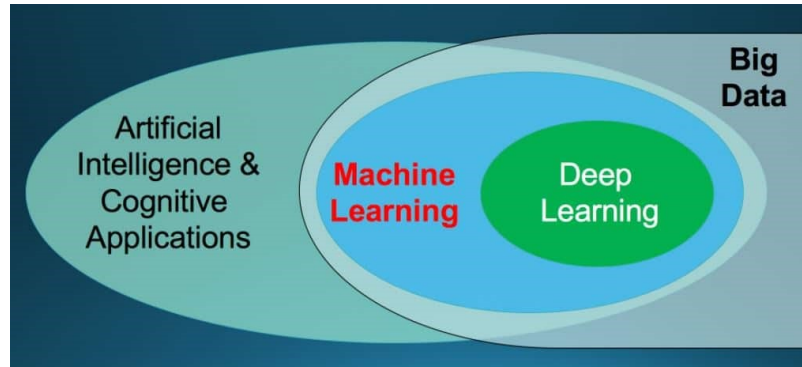 Artificial
Intelligence &
Cognitive
Applications
Machine
Learning
Deep
Learning
Big
Data